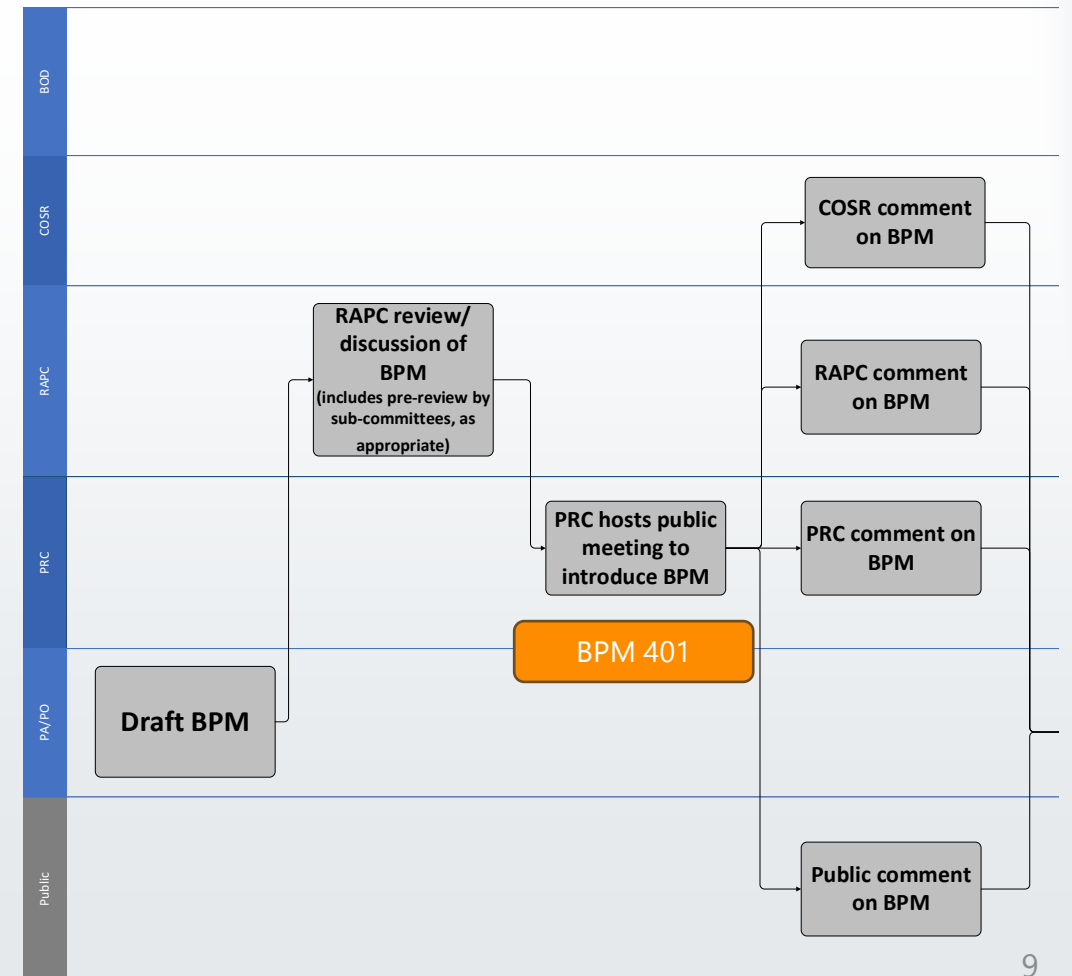 BOD
COSR
COSR comment
on BPM
RAPC
RAPC review/
discussion of
BPM
(includes pre-review by
sub-committees, as
appropriate)
RAPC comment
on BPM
PRC
PRC hosts public
meeting to
introduce BPM
PRC comment on
BPM
BPM 401
PA/PO
Draft BPM
Public
Public comment
on BPM
9